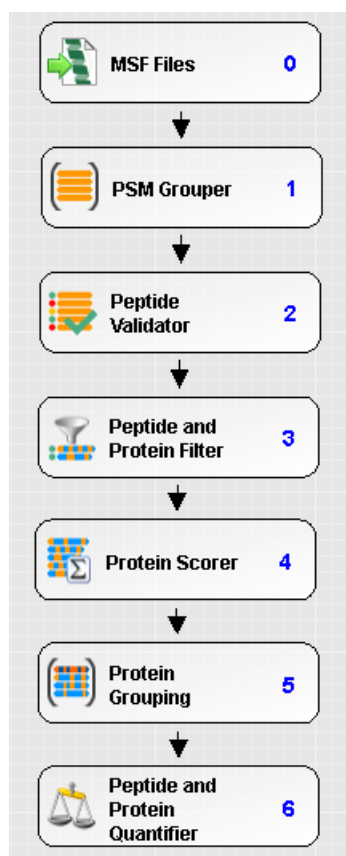 MSF Files 0
PSM Grouper 1
Peptide
Validator 2
Peptide and
Protein Filter 3
Protein Scorer 4
Protein
Grouping 5
Peptide and
Protein
Quantifier 6